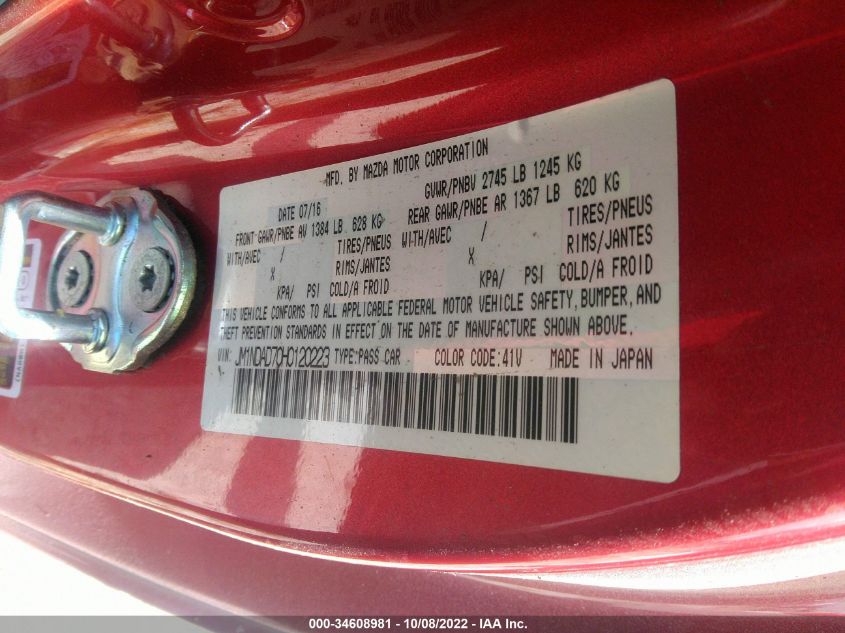 MFD. BY MAZDA MOTOR CORPORATION
DATE 07/16 GVWR/PNBV 2745 LB 1245 KG
FRONT GAWR/PNBE AV 1384 LB 628 KG REAR GAWR/PNBE AR 1367 LB 620 KG
WITH/AVEC / TIRES/PNEUS WITH/AVEC / TIRES/PNEUS
X RIMS/JANTES X RIMS/JANTES
KPA/ PSI COLD/A FROID KPA/ PSI COLD/A FROID
THIS VEHICLE CONFORMS TO ALL APPLICABLE FEDERAL MOTOR VEHICLE SAFETY, BUMPER, AND
THEFT PREVENTION STANDARDS IN EFFECT ON THE DATE OF MANUFACTURE SHOWN ABOVE.
VIN: JM1NDAD70H0120223 TYPE:PASS CAR COLOR CODE:41V MADE IN JAPAN
000-34608981 - 10/08/2022 - IAA Inc.